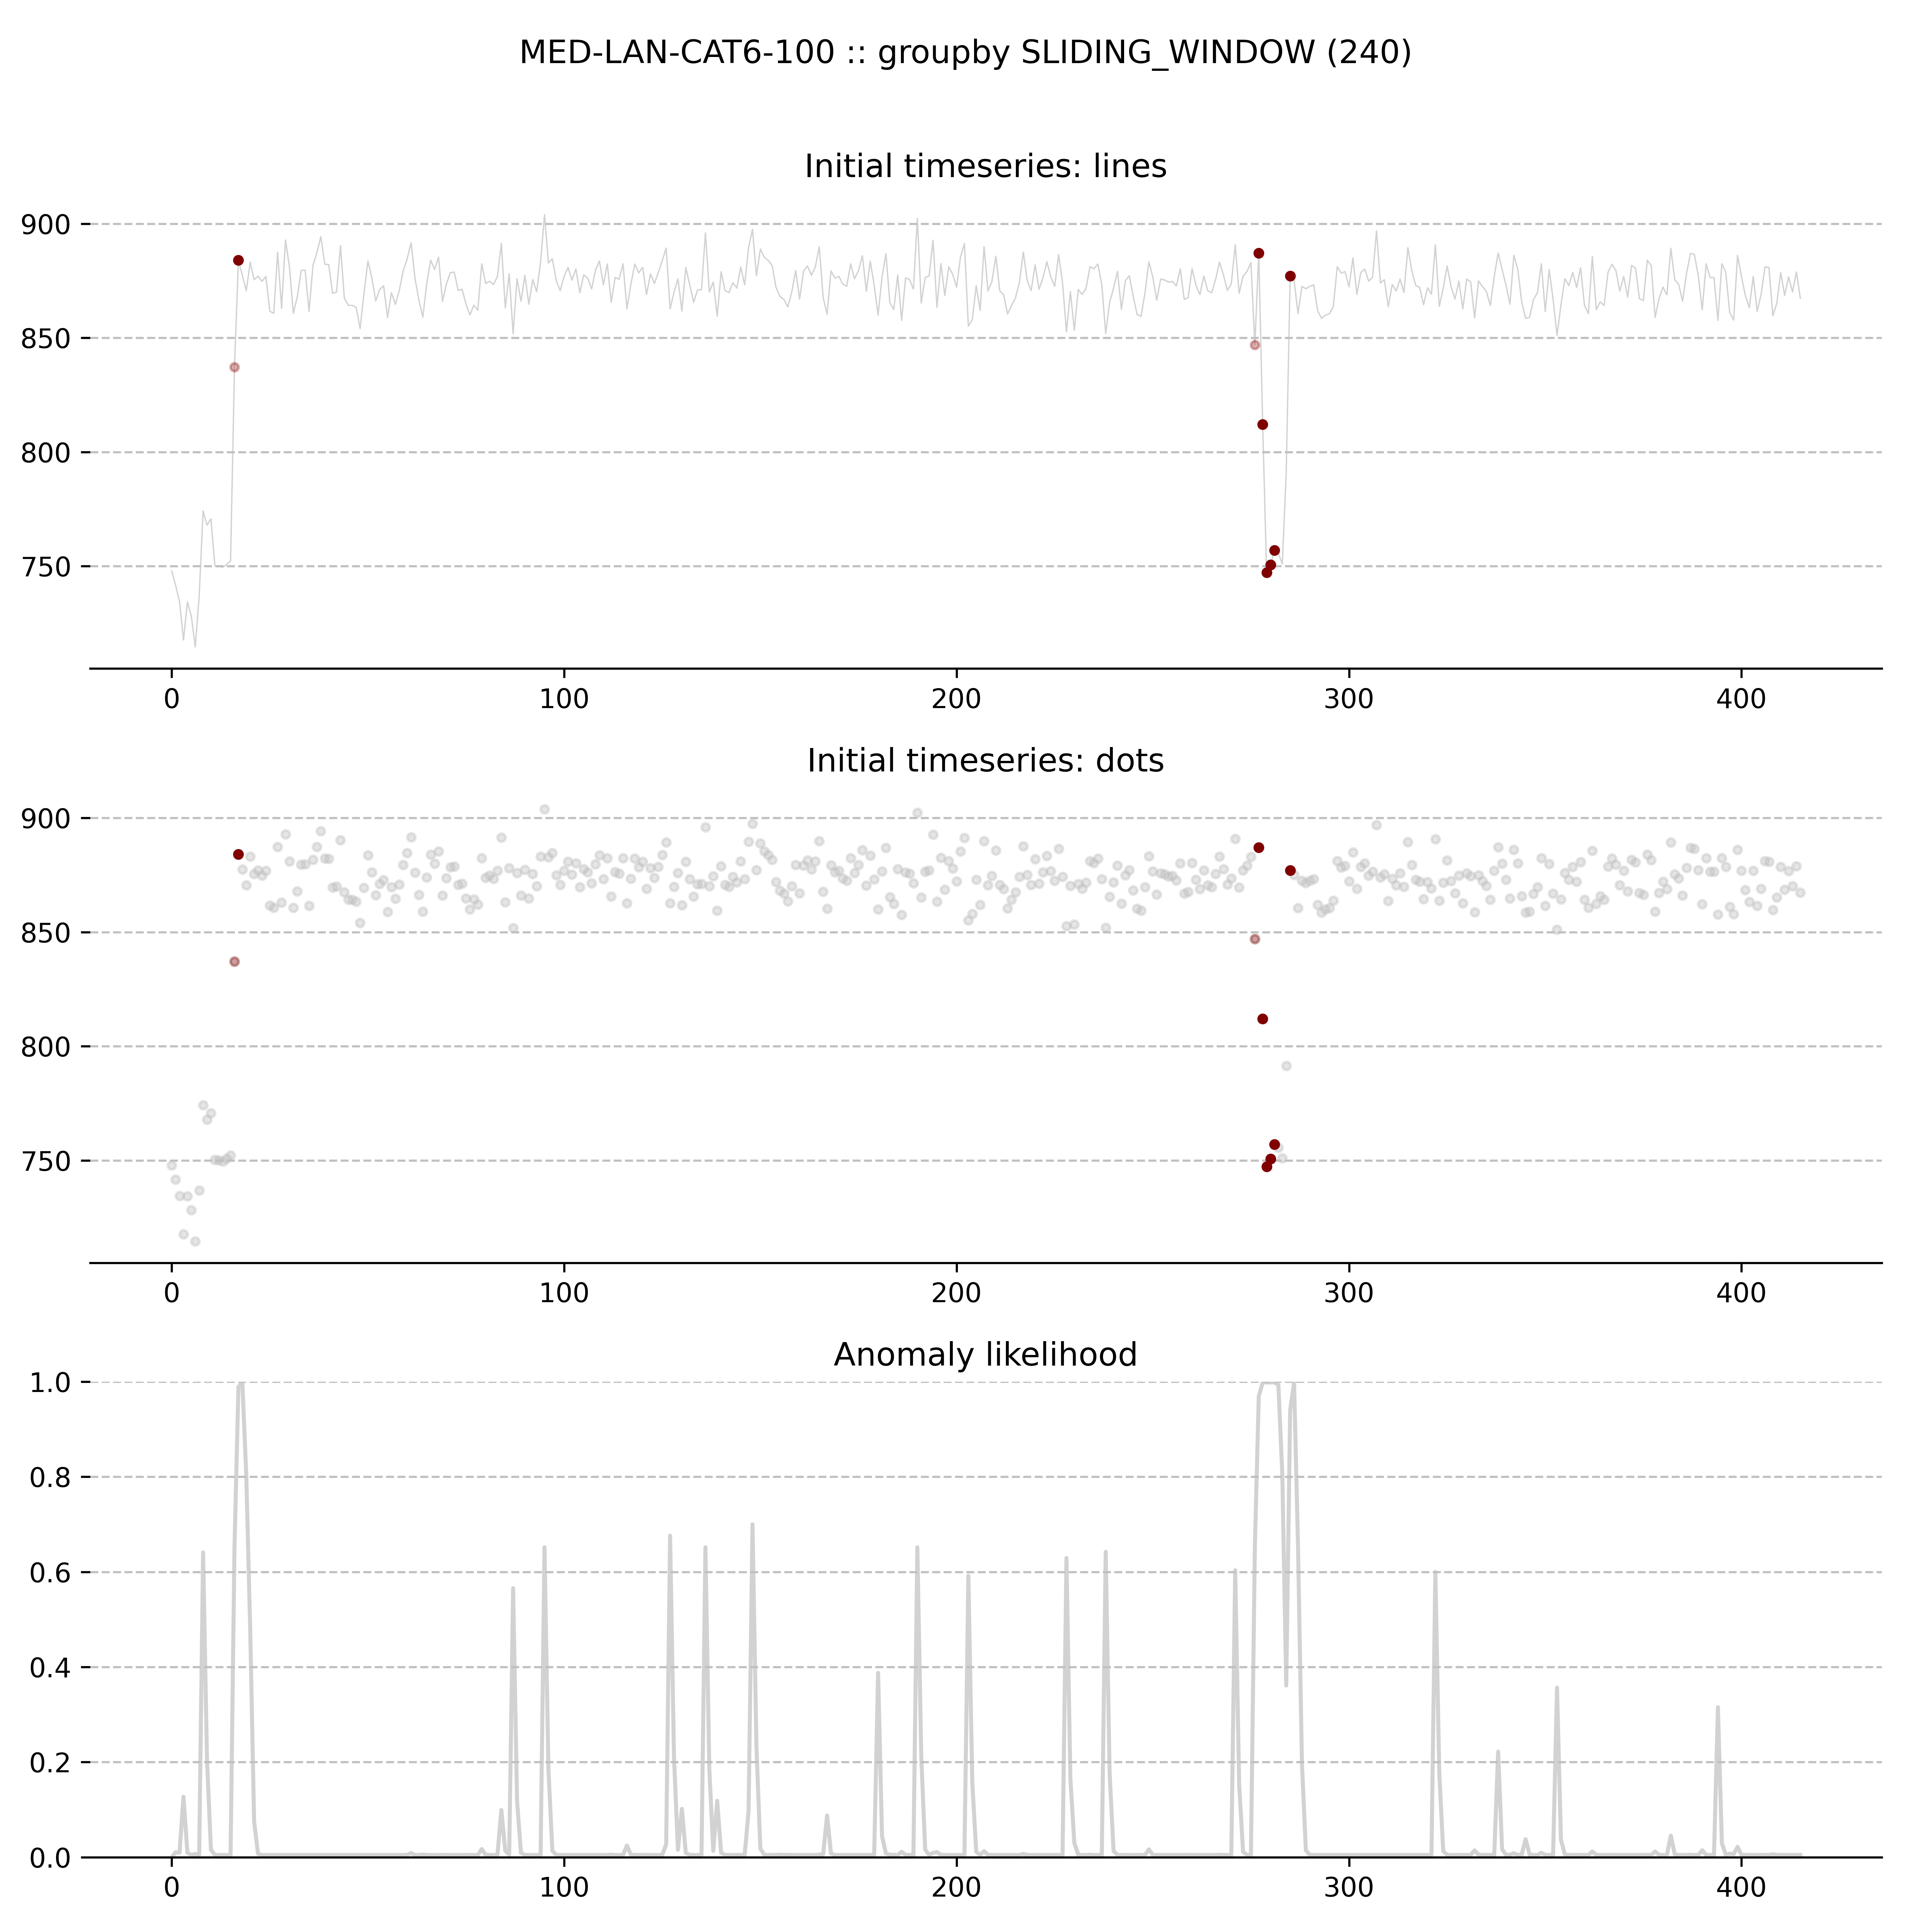 MED-LAN-CAT6-100 :: groupby SLIDING_WINDOW (240)
Initial timeseries: lines
900
850
800
750
0 100 200 300 400
Initial timeseries: dots
900
850
800
750
0 100 200 300 400
Anomaly likelihood
1.0
0.8
0.6
0.4
0.2
0.0
0 100 200 300 400